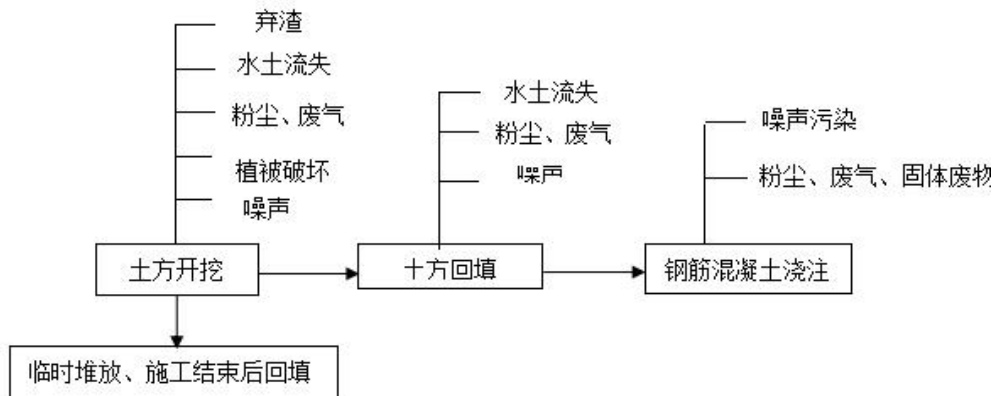 弃渣
水土流失
粉尘、废气
植被破坏
噪声
水土流失
粉尘、废气
噪声
噪声污染
粉尘、废气、固体废物
土方开挖
十方回填
钢筋混凝土浇注
临时堆放、施工结束后回填